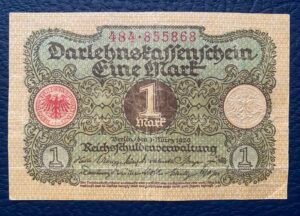 484·855868
Darlehnskassenschein
Eine Mark
1
Mark
Berlin, den 1. März 1920
Reichsschuldenverwaltung
1
1